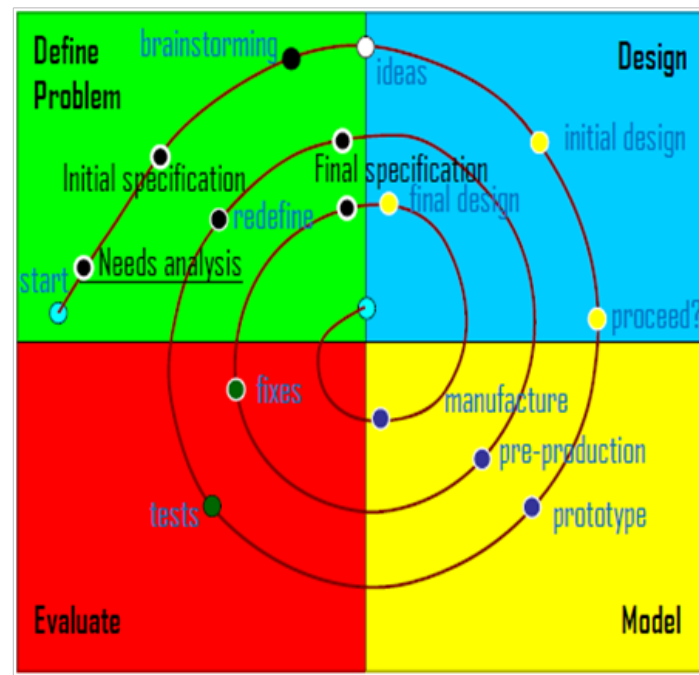 Define
Problem
brainstorming
ideas
Design
initial design
Initial specification
Final specification
final design
redefine
Needs analysis
start
proceed?
fixes
manufacture
pre-production
tests
prototype
Evaluate
Model